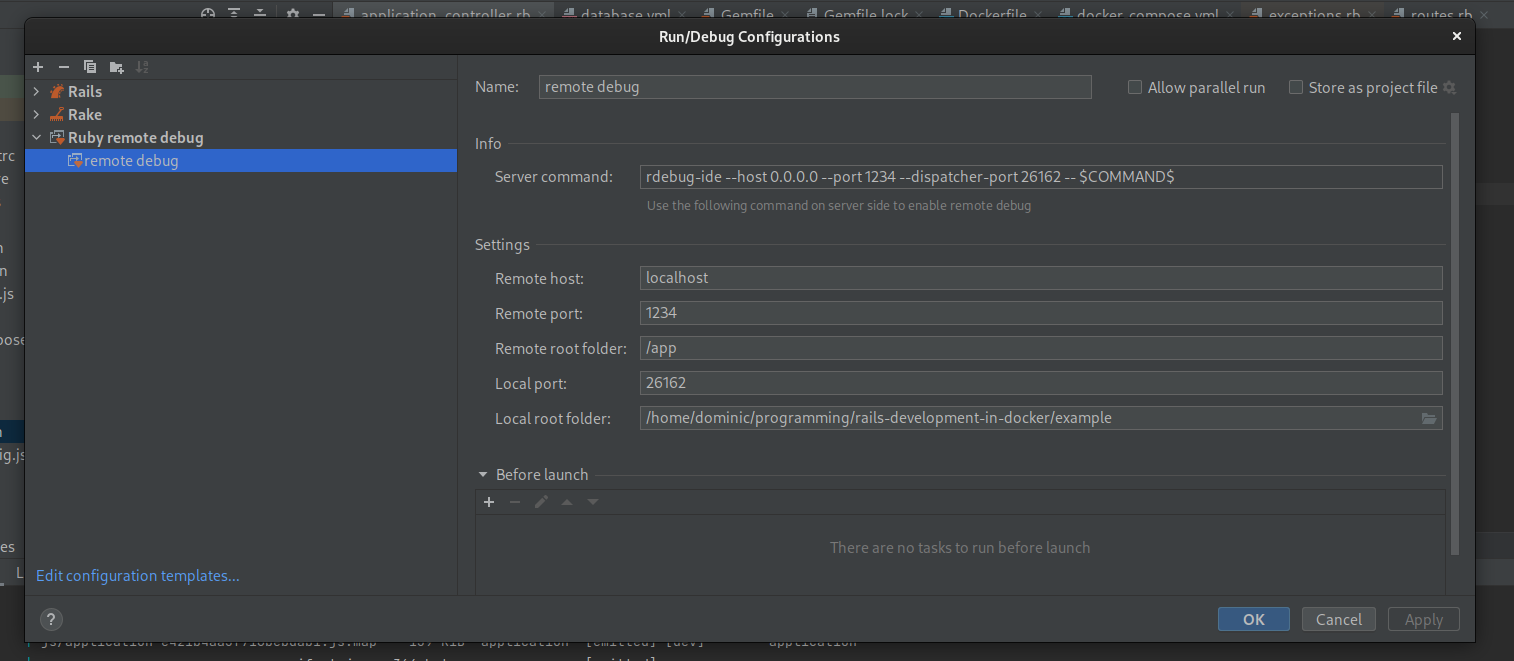 application_controller.rb database.yml Gemfile Gemfile.lock Dockerfile docker-compose.yml exceptions.rb routes.rb
Run/Debug Configurations
Rails
Rake
Ruby remote debug
remote debug
Name: remote debug Allow parallel run Store as project file
Info
Server command: rdebug-ide --host 0.0.0.0 --port 1234 --dispatcher-port 26162 -- $COMMAND$
Use the following command on server side to enable remote debug
Settings
Remote host: localhost
Remote port: 1234
Remote root folder: /app
Local port: 26162
Local root folder: /home/dominic/programming/rails-development-in-docker/example
Before launch
There are no tasks to run before launch
Edit configuration templates...
?
OK Cancel Apply
.js